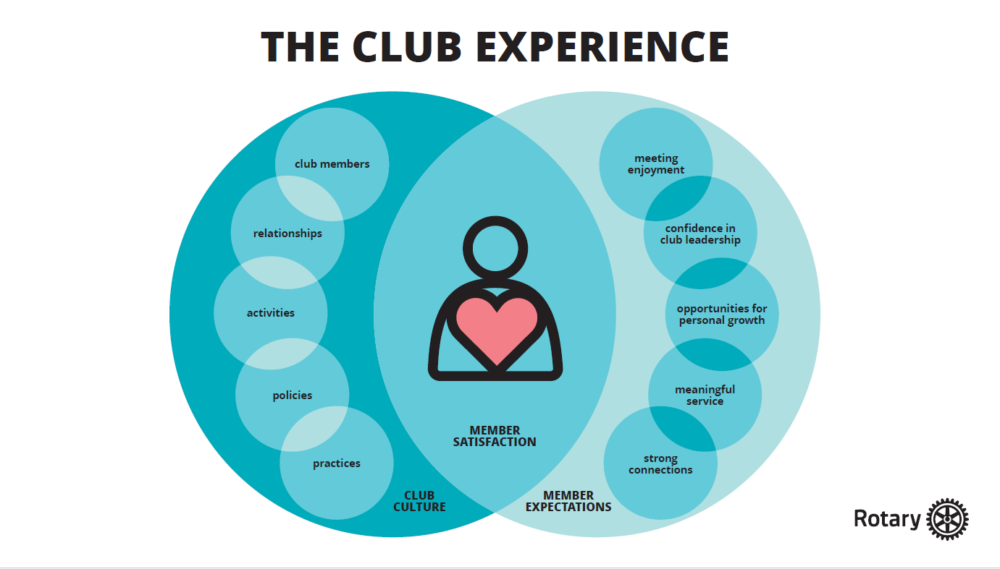 THE CLUB EXPERIENCE
club members
relationships
activities
policies
practices
CLUB
CULTURE
MEMBER
SATISFACTION
MEMBER
EXPECTATIONS
meeting
enjoyment
confidence in
club leadership
opportunities for
personal growth
meaningful
service
strong
connections
Rotary